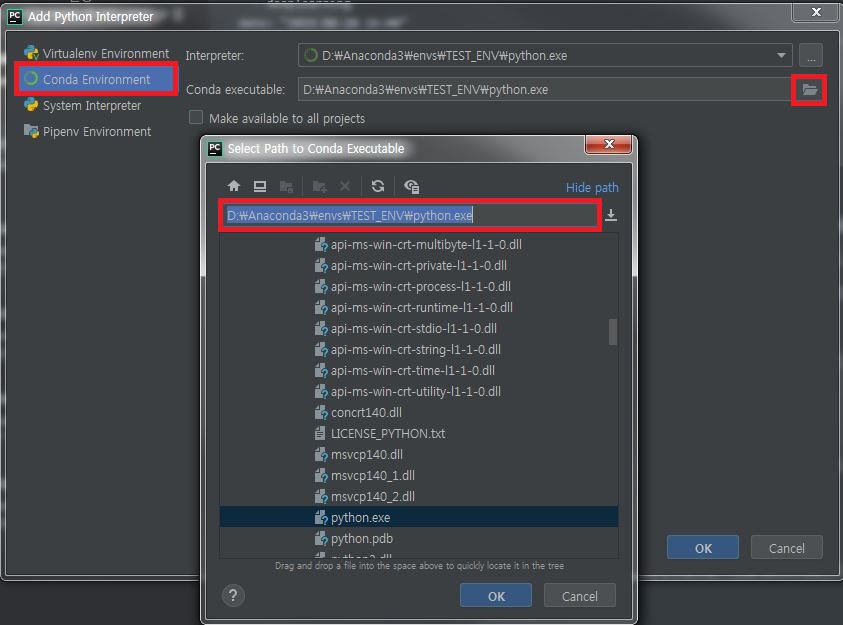 PC Add Python Interpreter
Virtualenv Environment
Conda Environment
System Interpreter
Pipenv Environment
Interpreter: D:₩Anaconda3₩envs₩TEST_ENV₩python.exe ...
Conda executable: D:₩Anaconda3₩envs₩TEST_ENV₩python.exe
Make available to all projects
PC Select Path to Conda Executable
Hide path
D:₩Anaconda3₩envs₩TEST_ENV₩python.exe
api-ms-win-crt-multibyte-l1-1-0.dll
api-ms-win-crt-private-l1-1-0.dll
api-ms-win-crt-process-l1-1-0.dll
api-ms-win-crt-runtime-l1-1-0.dll
api-ms-win-crt-stdio-l1-1-0.dll
api-ms-win-crt-string-l1-1-0.dll
api-ms-win-crt-time-l1-1-0.dll
api-ms-win-crt-utility-l1-1-0.dll
concrt140.dll
LICENSE_PYTHON.txt
msvcp140.dll
msvcp140_1.dll
msvcp140_2.dll
python.exe
python.pdb
Drag and drop a file into the space above to quickly locate it in the tree
? OK Cancel
OK Cancel